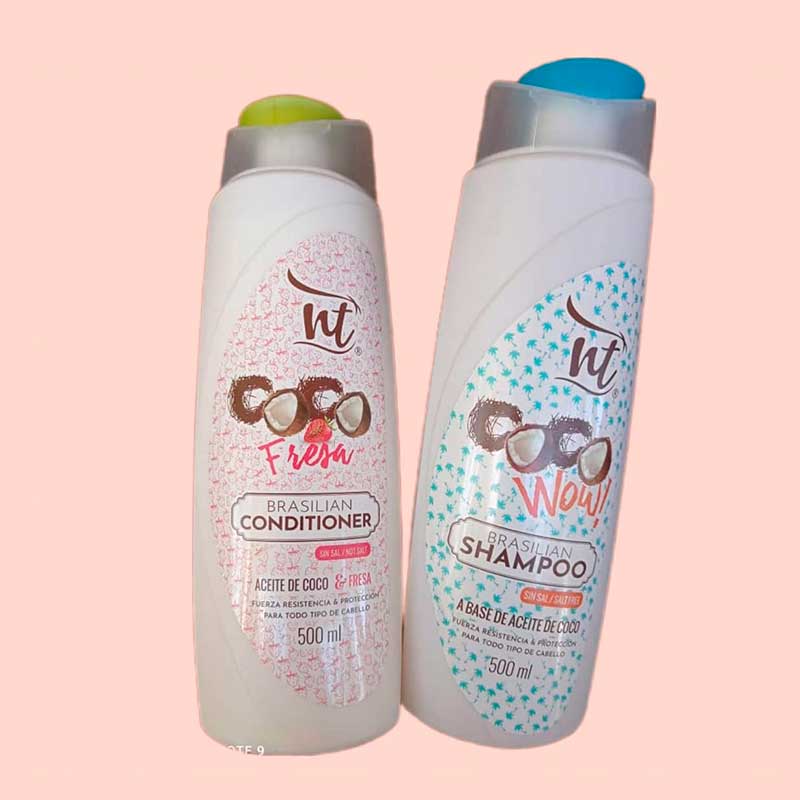 nt
®
COCO
Fresa
BRASILIAN
CONDITIONER
SIN SAL / NOT SALT
ACEITE DE COCO & FRESA
FUERZA RESISTENCIA & PROTECCIÓN
PARA TODO TIPO DE CABELLO
500 ml
OTE 9
nt
®
COCO
Wow!
BRASILIAN
SHAMPOO
SIN SAL / SALT FREE
A BASE DE ACEITE DE COCO
FUERZA RESISTENCIA & PROTECCIÓN
PARA TODO TIPO DE CABELLO
500 ml